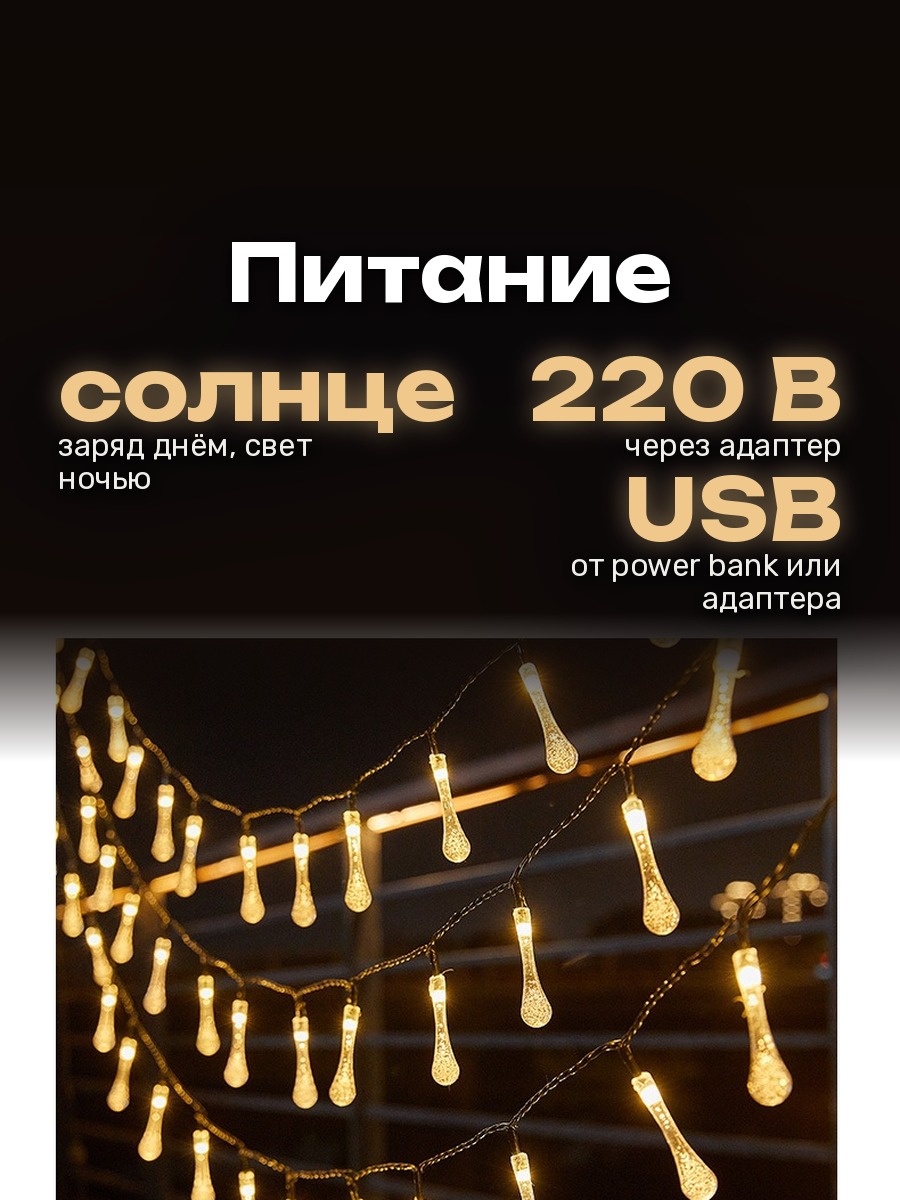 Питание
солнце
заряд днём, свет
ночью
220 В
через адаптер
USB
от power bank или
адаптера